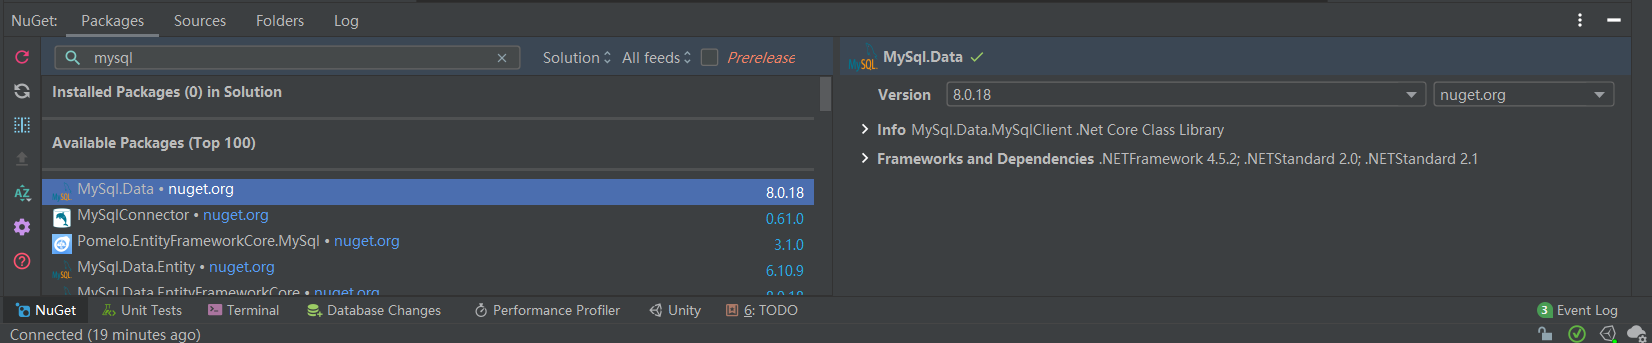 NuGet: Packages Sources Folders Log
mysql
Solution All feeds Prerelease
Installed Packages (0) in Solution
Available Packages (Top 100)
MySql.Data • nuget.org 8.0.18
MySqlConnector • nuget.org 0.61.0
Pomelo.EntityFrameworkCore.MySql • nuget.org 3.1.0
MySql.Data.Entity • nuget.org 6.10.9
MySql.Data.EntityFrameworkCore • nuget.org 8.0.18
MySQL. MySql.Data
Version 8.0.18 nuget.org
Info MySql.Data.MySqlClient .Net Core Class Library
Frameworks and Dependencies .NETFramework 4.5.2; .NETStandard 2.0; .NETStandard 2.1
NuGet Unit Tests Terminal Database Changes Performance Profiler Unity 6: TODO 3 Event Log
Connected (19 minutes ago)